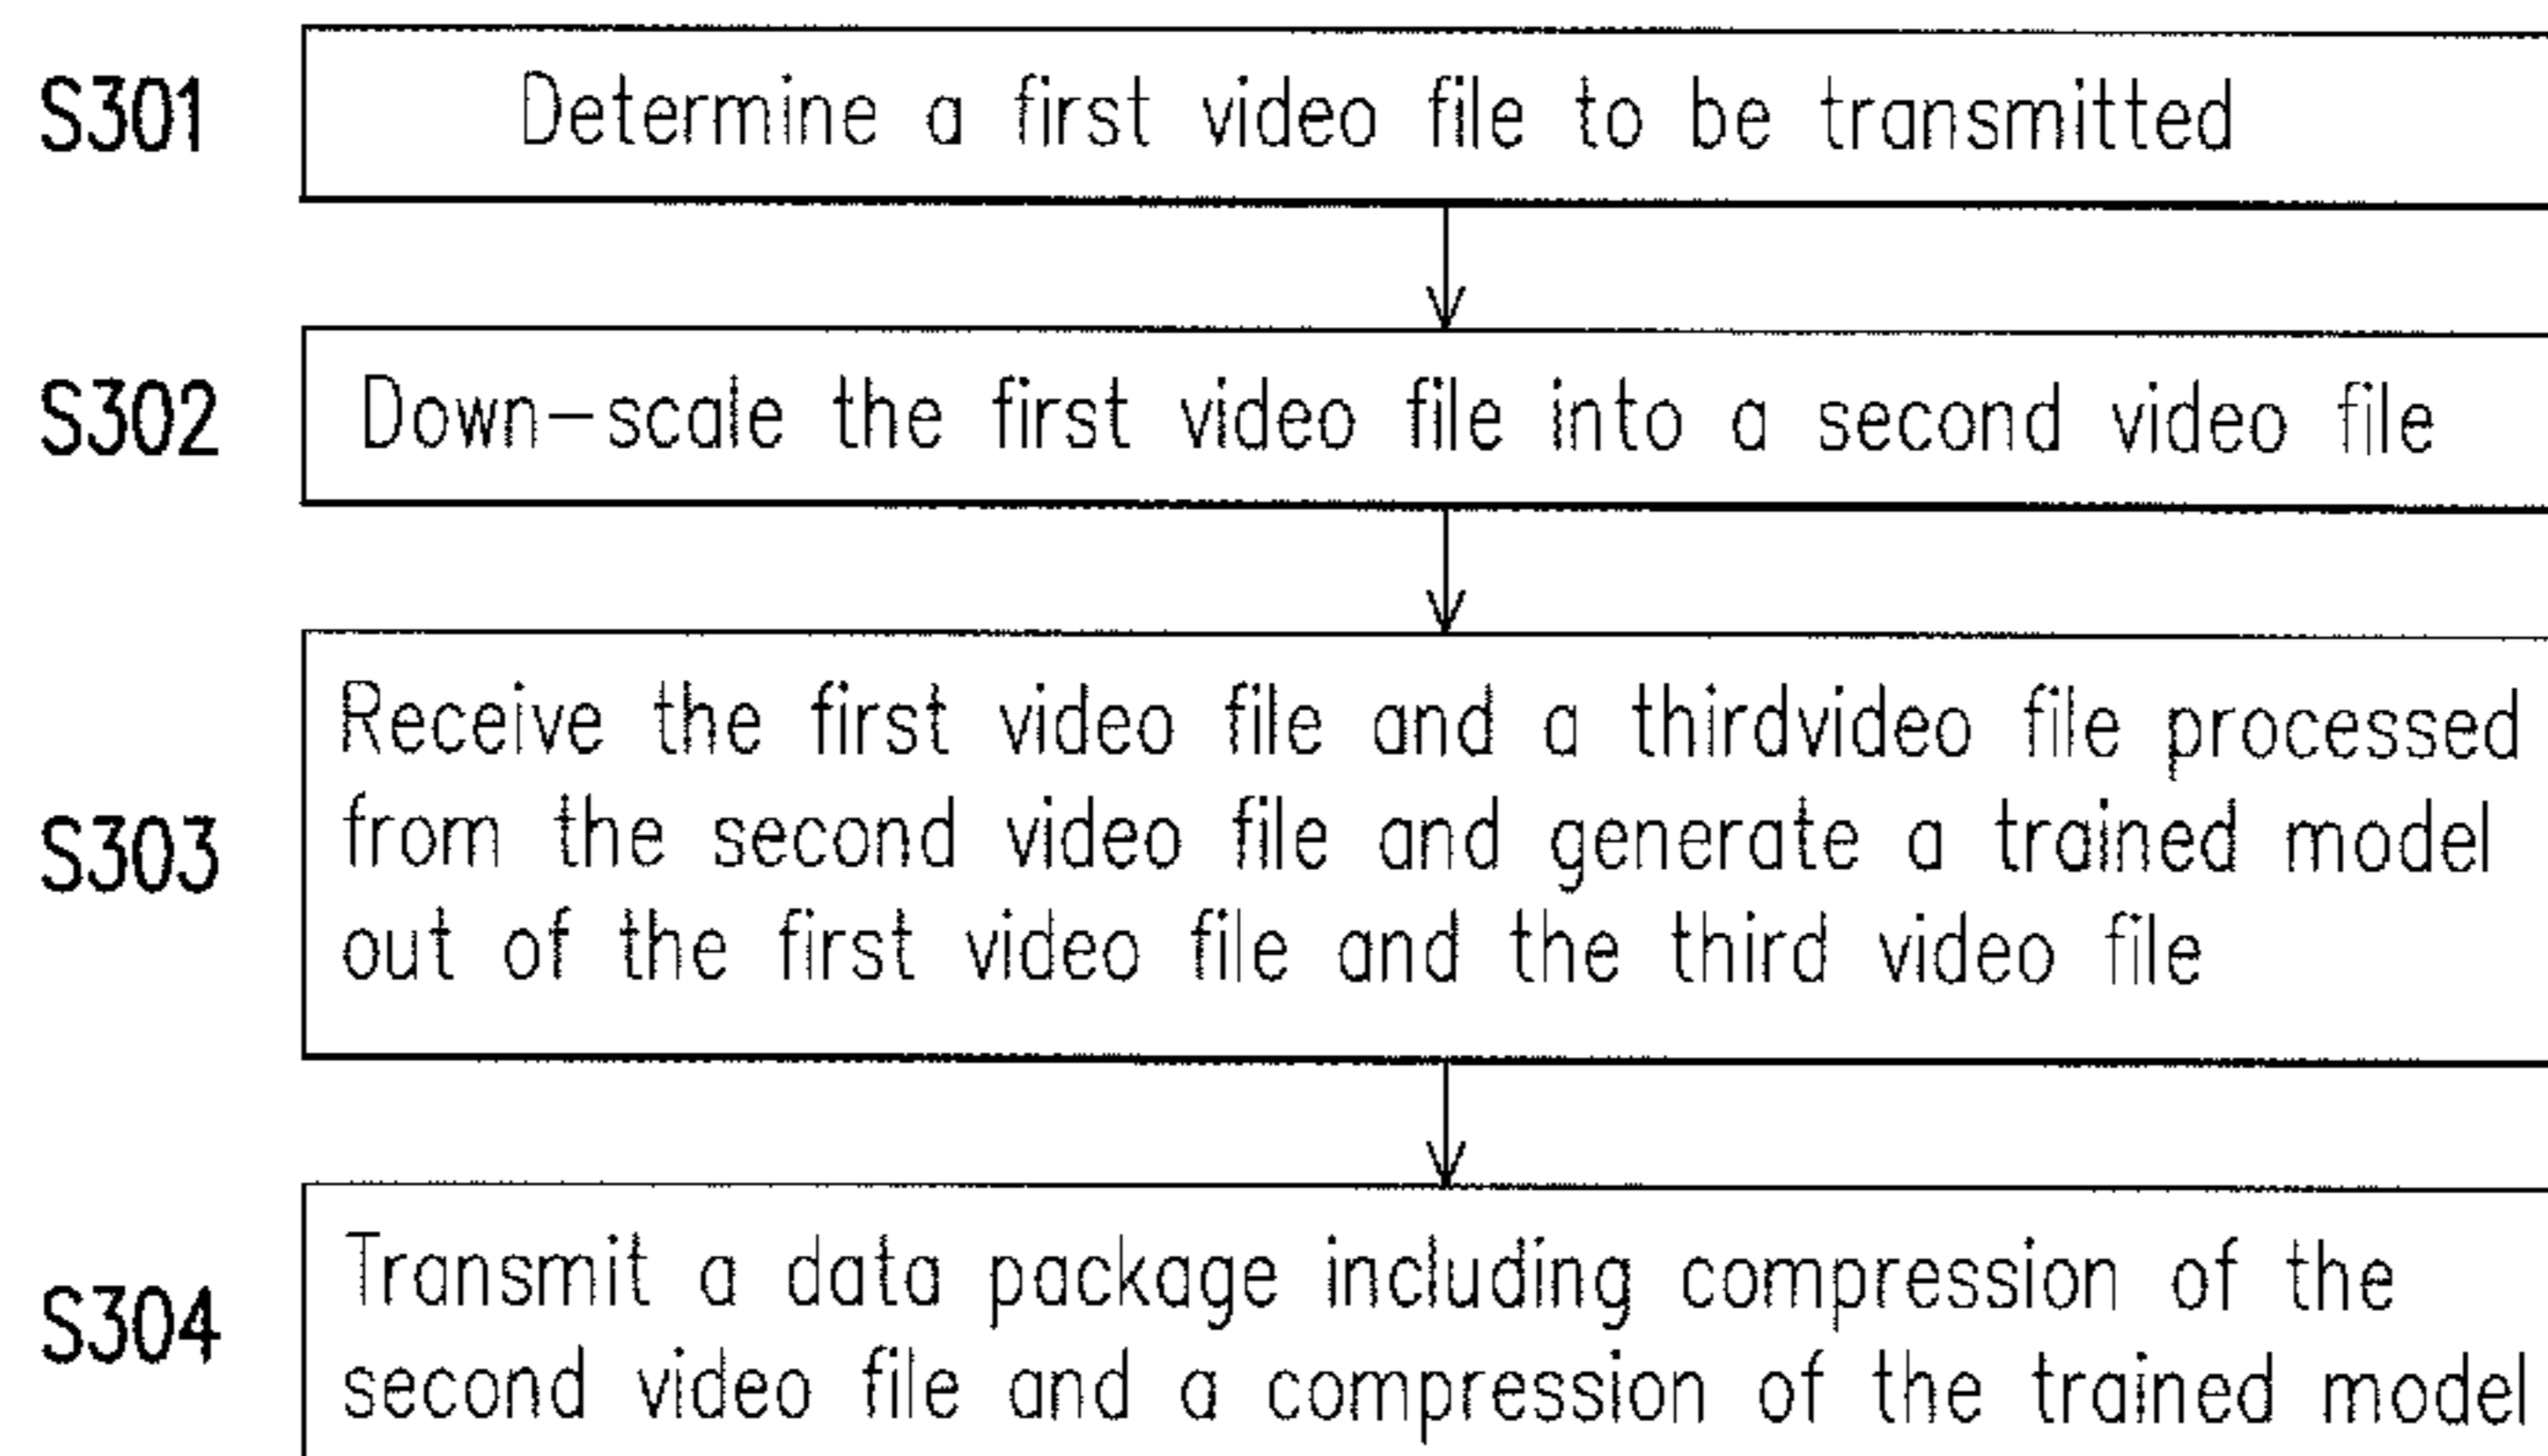 S301
Determine a first video file to be transmitted
S302
Down-scale the first video file into a second video file
S303
Receive the first video file and a thirdvideo file processed
from the second video file and generate a trained model
out of the first video file and the third video file
S304
Transmit a data package including compression of the
second video file and a compression of the trained model